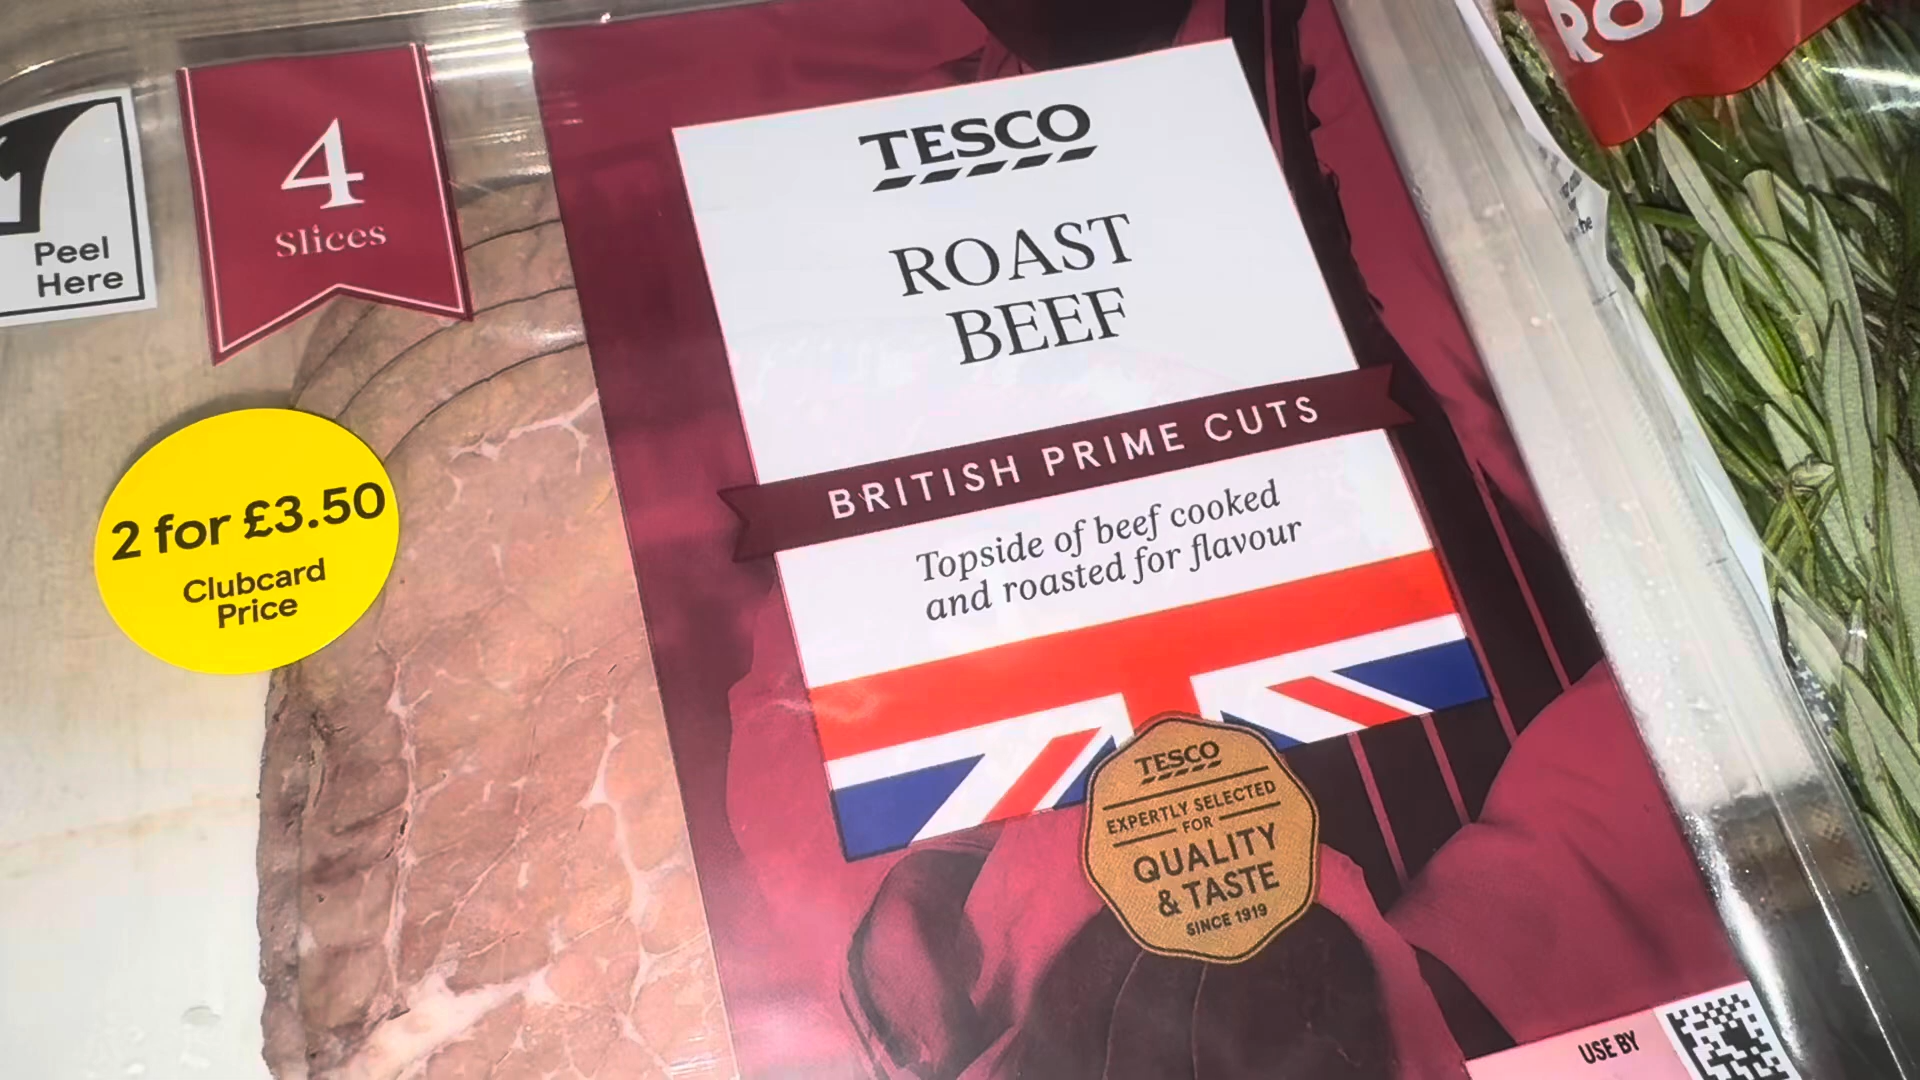 Peel
Here
4
Slices
2 for £3.50
Clubcard
Price
TESCO
ROAST
BEEF
BRITISH PRIME CUTS
Topside of beef cooked
and roasted for flavour
TESCO
EXPERTLY SELECTED
FOR
QUALITY
& TASTE
SINCE 1919
USE BY